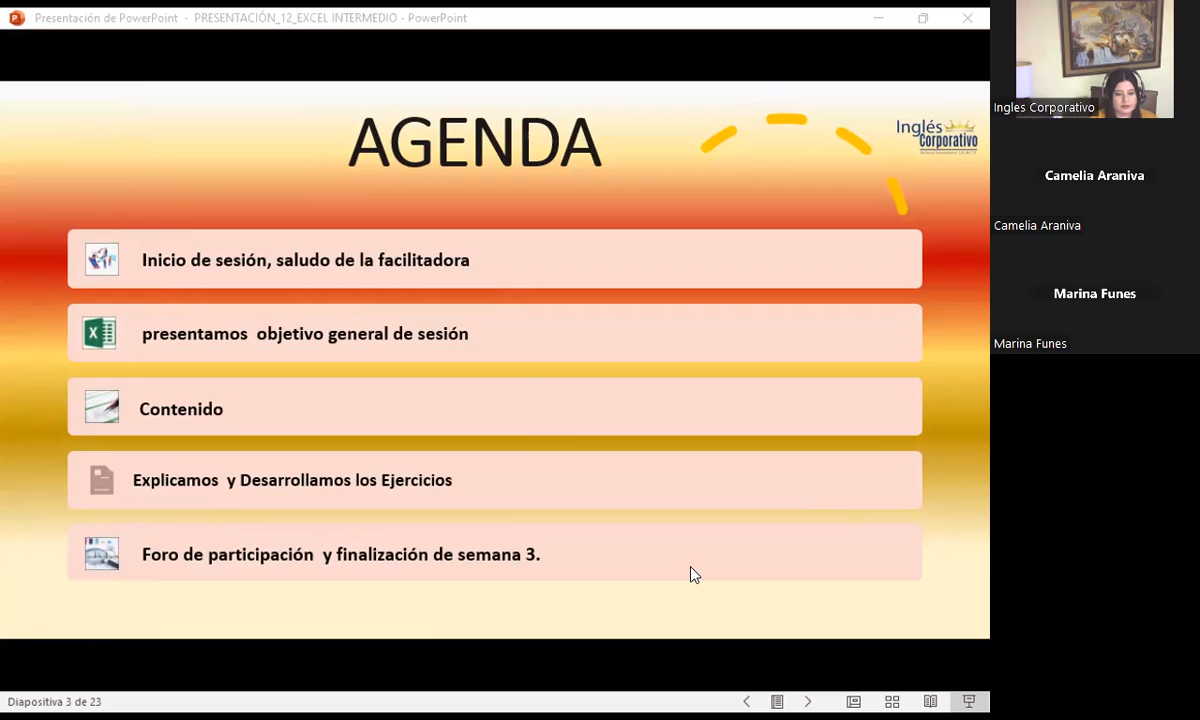 Presentación de PowerPoint - PRESENTACIÓN_12_EXCEL INTERMEDIO - PowerPoint
AGENDA
Inglés
Corporativo
Inicio de sesión, saludo de la facilitadora
presentamos objetivo general de sesión
Contenido
Explicamos y Desarrollamos los Ejercicios
Foro de participación y finalización de semana 3.
Diapositiva 3 de 23
Ingles Corporativo
Camelia Araniva
Camelia Araniva
Marina Funes
Marina Funes